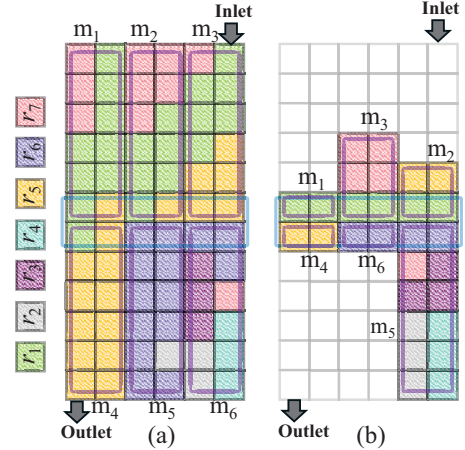 Inlet
m1 m2 m3
r7
r6
r5
r4
r3
r2
r1
m4 m5 m6
Outlet
(a)
Inlet
m3
m2
m1
m4 m6
m5
Outlet
(b)